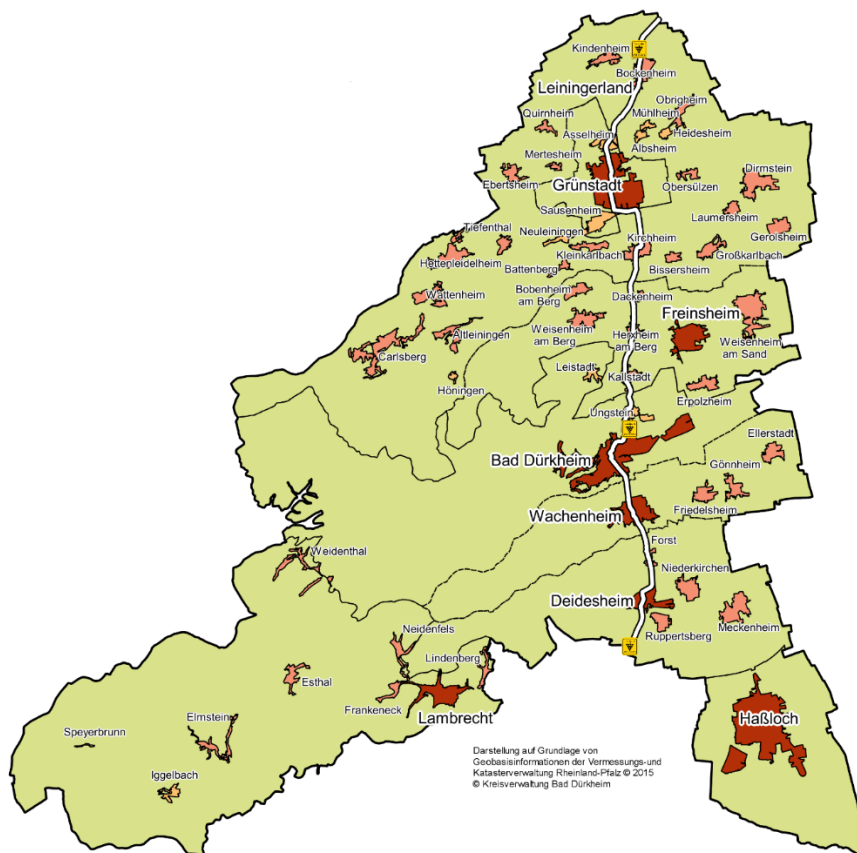 Kindenheim
Bockenheim
Leiningerland
Obrigheim
Mühlheim
Quirnheim
Asselheim
Heidesheim
Albsheim
Mertesheim
Ebertsheim
Grünstadt
Obersülzen
Dirmstein
Sausenheim
Laumersheim
Tiefenthal
Neuleiningen
Kirchheim
Gerolsheim
Hettenleidelheim
Kleinkarlbach
Großkarlbach
Battenberg
Bissersheim
Wattenheim
Bobenheim
am Berg
Dackenheim
Freinsheim
Altleiningen
Weisenheim
am Berg
Herxheim
am Berg
Weisenheim
am Sand
Carlsberg
Leistadt
Kallstadt
Höningen
Erpolzheim
Ungstein
Ellerstadt
Bad Dürkheim
Gönnheim
Friedelsheim
Wachenheim
Forst
Weidenthal
Niederkirchen
Deidesheim
Meckenheim
Ruppertsberg
Neidenfels
Lindenberg
Esthal
Frankeneck
Lambrecht
Haßloch
Elmstein
Speyerbrunn
Iggelbach
Darstellung auf Grundlage von
Geobasisinformationen der Vermessungs-und
Katasterverwaltung Rheinland-Pfalz © 2015
© Kreisverwaltung Bad Dürkheim